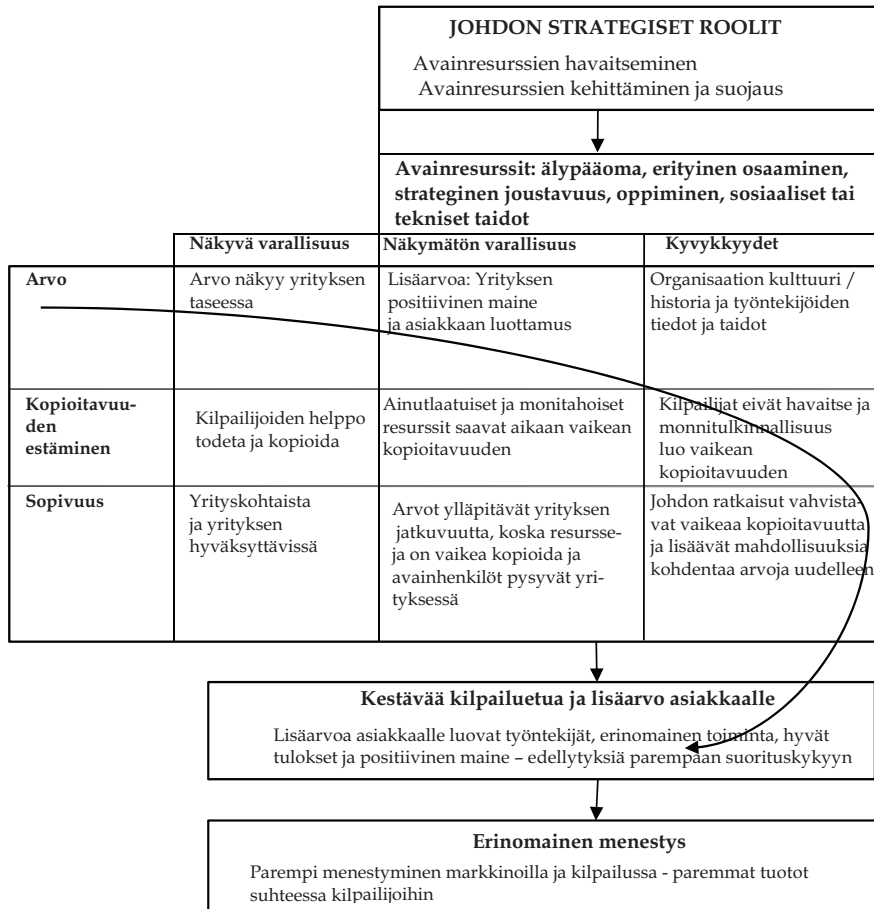 JOHDON STRATEGISET ROOLIT
Avainresurssien havaitseminen
Avainresurssien kehittäminen ja suojaus
Avainresurssit: älypääoma, erityinen osaaminen,
strateginen joustavuus, oppiminen, sosiaaliset tai
tekniset taidot
Näkyvä varallisuus
Näkymätön varallisuus
Kyvykkyydet
Arvo
Arvo näkyy yrityksen
taseessa
Lisäarvoa: Yrityksen
positiivinen maine
ja asiakkaan luottamus
Organisaation kulttuuri /
historia ja työntekijöiden
tiedot ja taidot
Kopioitavuu-
den
estäminen
Kilpailijoiden helppo
todeta ja kopioida
Ainutlaatuiset ja monitahoiset
resurssit saavat aikaan vaikean
kopioitavuuden
Kilpailijat eivät havaitse ja
monnitulkinnallisuus
luo vaikean
kopioitavuuden
Sopivuus
Yrityskohtaista
ja yrityksen
hyväksyttävissä
Arvot ylläpitävät yrityksen
jatkuvuutta, koska resursse-
ja on vaikea kopioida ja
avainhenkilöt pysyvät yri-
tyksessä
Johdon ratkaisut vahvista-
vat vaikeaa kopioitavuutta
ja lisäävät mahdollisuuksia
kohdentaa arvoja uudelleen
Kestävää kilpailuetua ja lisäarvo asiakkaalle
Lisäarvoa asiakkaalle luovat työntekijät, erinomainen toiminta, hyvät
tulokset ja positiivinen maine – edellytyksiä parempaan suorituskykyyn
Erinomainen menestys
Parempi menestyminen markkinoilla ja kilpailussa - paremmat tuotot
suhteessa kilpailijoihin